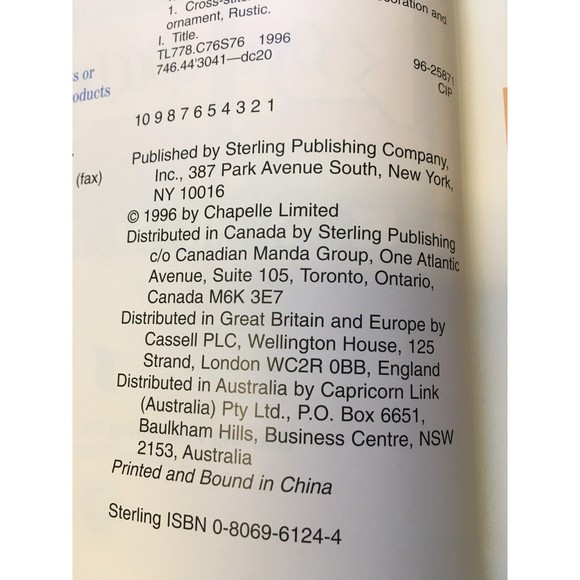 1. Cross-stitch
ornament, Rustic.
and
I. Title.
TL778.C76S76 1996
746.44'3041—dc20
96-25871
CIP
s or
oducts
10 9 8 7 6 5 4 3 2 1
(fax)
Published by Sterling Publishing Company,
Inc., 387 Park Avenue South, New York,
NY 10016
© 1996 by Chapelle Limited
Distributed in Canada by Sterling Publishing
c/o Canadian Manda Group, One Atlantic
Avenue, Suite 105, Toronto, Ontario,
Canada M6K 3E7
Distributed in Great Britain and Europe by
Cassell PLC, Wellington House, 125
Strand, London WC2R 0BB, England
Distributed in Australia by Capricorn Link
(Australia) Pty Ltd., P.O. Box 6651,
Baulkham Hills, Business Centre, NSW
2153, Australia
Printed and Bound in China
Sterling ISBN 0-8069-6124-4